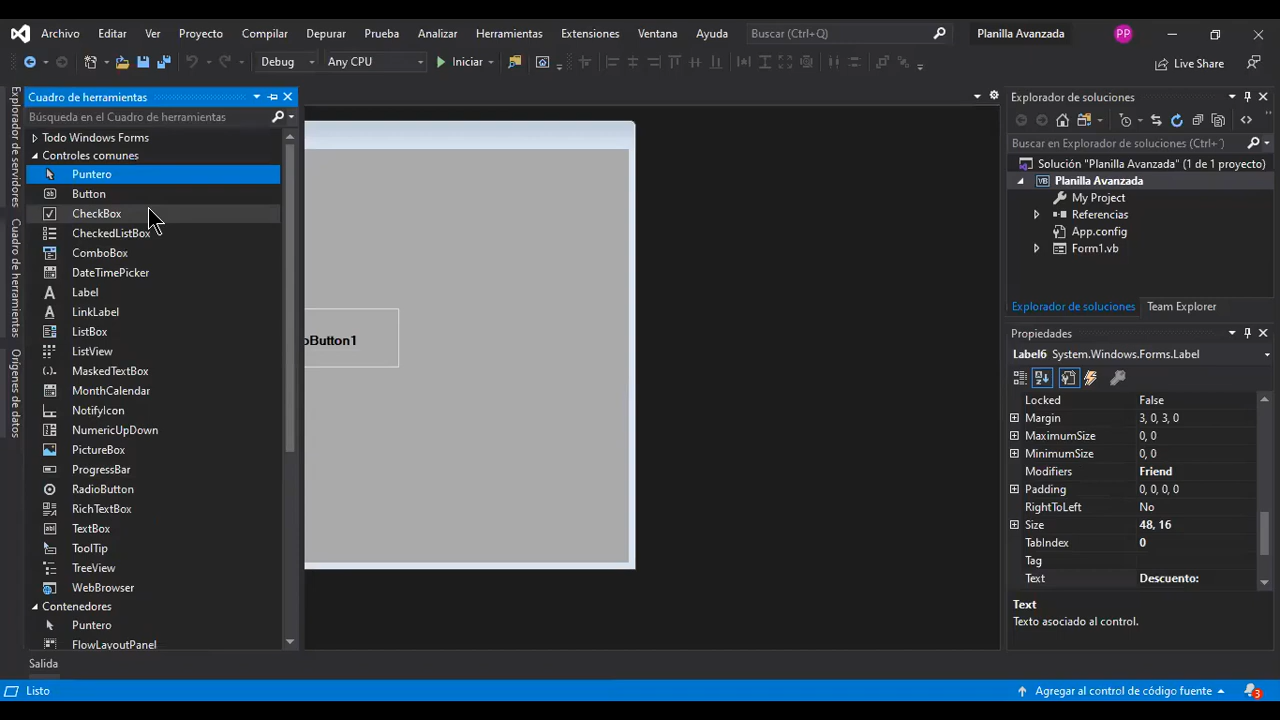 Archivo Editar Ver Proyecto Compilar Depurar Prueba Analizar Herramientas Extensiones Ventana Ayuda Buscar (Ctrl+Q) Planilla Avanzada PP
Debug Any CPU Iniciar Live Share
Explorador de servidores
Cuadro de herramientas
Orígenes de datos
Cuadro de herramientas
Búsqueda en el Cuadro de herramientas
Todo Windows Forms
Controles comunes
Puntero
Button
CheckBox
CheckedListBox
ComboBox
DateTimePicker
Label
LinkLabel
ListBox
ListView
MaskedTextBox
MonthCalendar
NotifyIcon
NumericUpDown
PictureBox
ProgressBar
RadioButton
RichTextBox
TextBox
ToolTip
TreeView
WebBrowser
Contenedores
Puntero
FlowLayoutPanel
oButton1
Explorador de soluciones
Buscar en Explorador de soluciones (Ctrl+
Solución "Planilla Avanzada" (1 de 1 proyecto)
VB Planilla Avanzada
My Project
Referencias
App.config
Form1.vb
Explorador de soluciones Team Explorer
Propiedades
Label6 System.Windows.Forms.Label
Locked False
Margin 3, 0, 3, 0
MaximumSize 0, 0
MinimumSize 0, 0
Modifiers Friend
Padding 0, 0, 0, 0
RightToLeft No
Size 48, 16
TabIndex 0
Tag
Text Descuento:
Text
Texto asociado al control.
Salida
Listo Agregar al control de código fuente 3